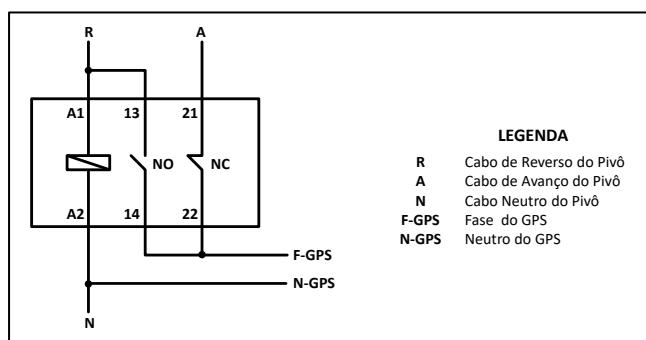 R A
A1 13 21
NO NC
A2 14 22
F-GPS
N-GPS
N
LEGENDA
R Cabo de Reverso do Pivô
A Cabo de Avanço do Pivô
N Cabo Neutro do Pivô
F-GPS Fase do GPS
N-GPS Neutro do GPS